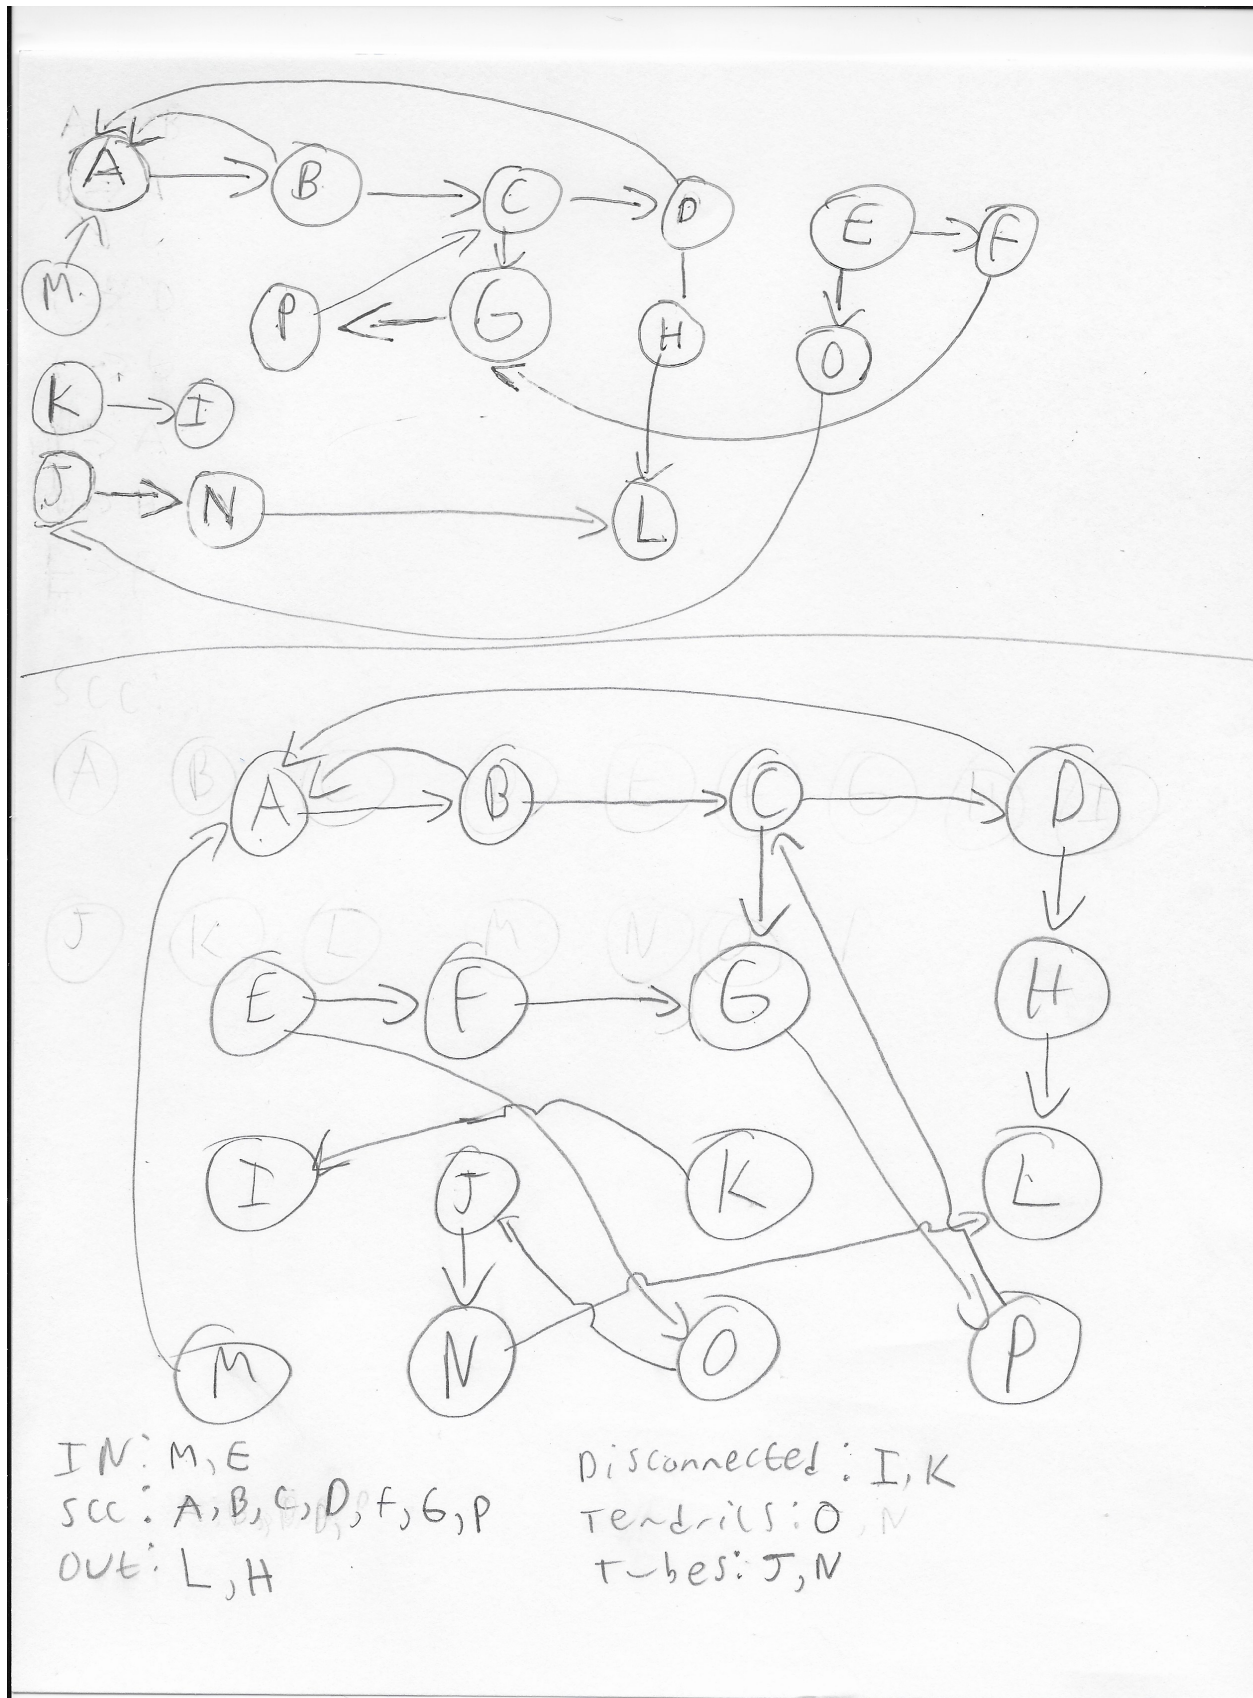 A B C D E F
M P G H O
K I
J N L
A B C D
E F G H
I J K L
M N O P
IN: M, E
SCC: A, B, C, D, F, G, P
OUT: L, H
Disconnected: I, K
Tendrils: O
Tubes: J, N